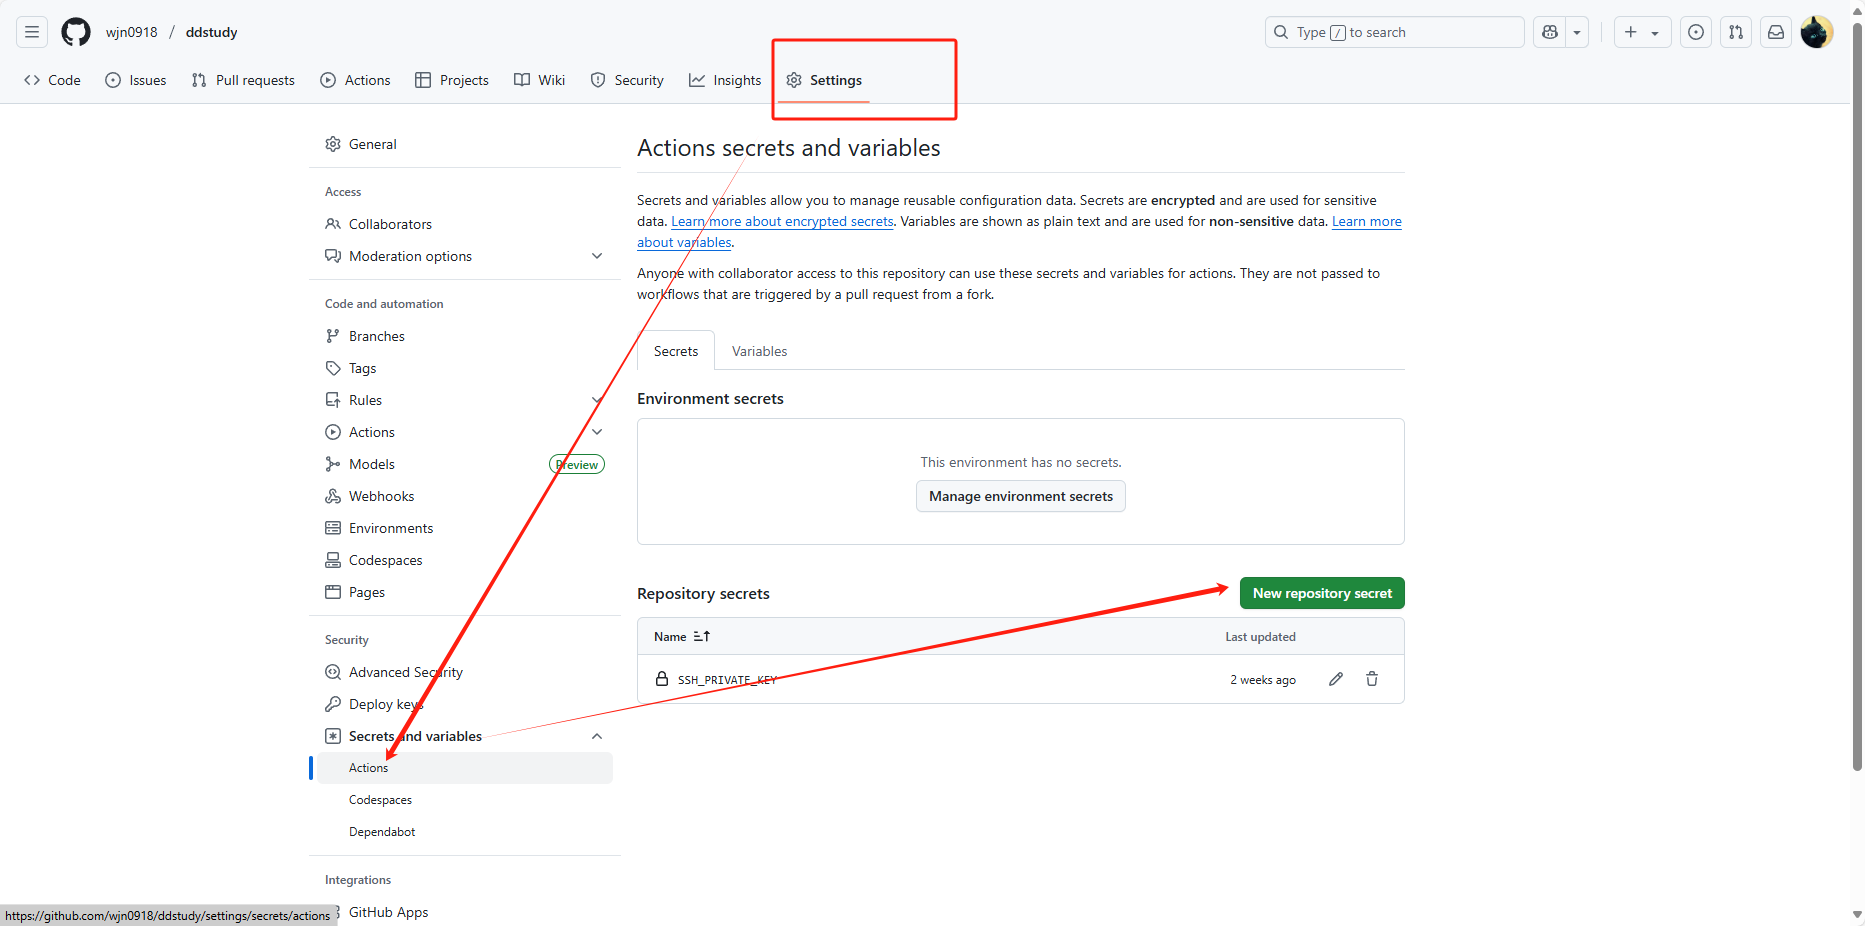 wjn0918 / ddstudy
Type / to search
Code
Issues
Pull requests
Actions
Projects
Wiki
Security
Insights
Settings
General
Access
Collaborators
Moderation options
Code and automation
Branches
Tags
Rules
Actions
Models
Preview
Webhooks
Environments
Codespaces
Pages
Security
Advanced Security
Deploy keys
Secrets and variables
Actions
Codespaces
Dependabot
Integrations
GitHub Apps
Actions secrets and variables
Secrets and variables allow you to manage reusable configuration data. Secrets are encrypted and are used for sensitive
data. Learn more about encrypted secrets. Variables are shown as plain text and are used for non-sensitive data. Learn more
about variables.
Anyone with collaborator access to this repository can use these secrets and variables for actions. They are not passed to
workflows that are triggered by a pull request from a fork.
Secrets
Variables
Environment secrets
This environment has no secrets.
Manage environment secrets
Repository secrets
New repository secret
Name
Last updated
SSH_PRIVATE_KEY
2 weeks ago
https://github.com/wjn0918/ddstudy/settings/secrets/actions